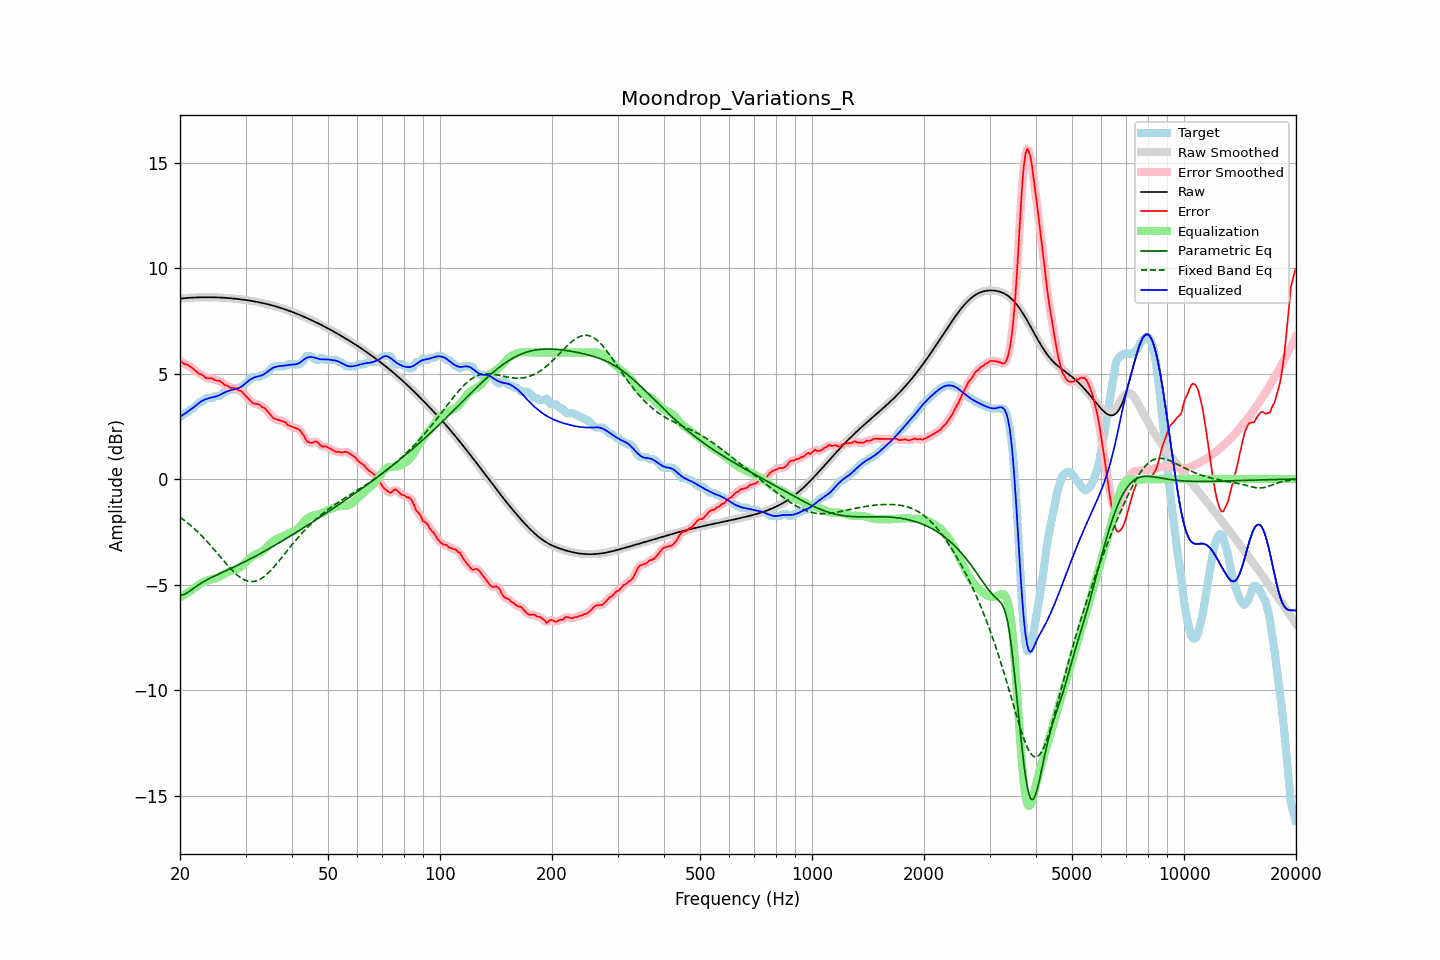 Moondrop_Variations_R
Amplitude (dBr)
15
10
5
0
−5
−10
−15
Target
Raw Smoothed
Error Smoothed
Raw
Error
Equalization
Parametric Eq
Fixed Band Eq
Equalized
20 50 100 200 500 1000 2000 5000 10000 20000
Frequency (Hz)